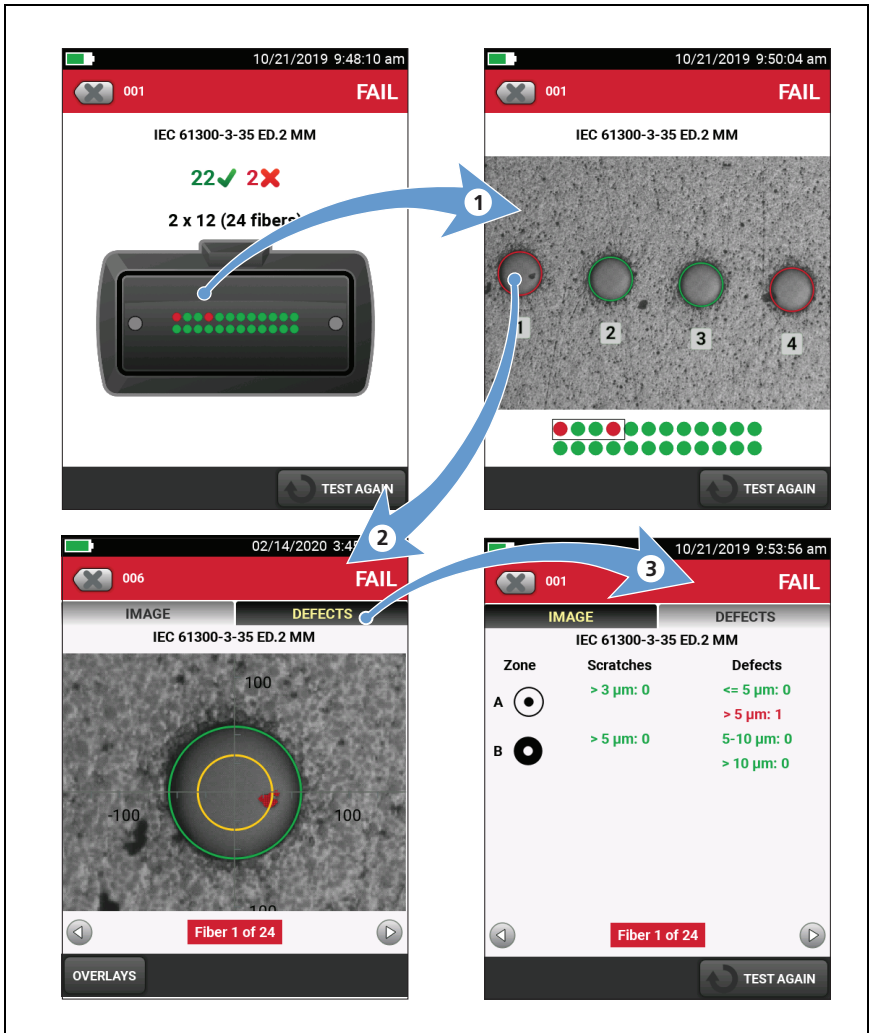 10/21/2019 9:48:10 am
001
FAIL
IEC 61300-3-35 ED.2 MM
22 2
2 x 12 (24 fibers)
TEST AGAIN
1
10/21/2019 9:50:04 am
001
FAIL
IEC 61300-3-35 ED.2 MM
1
2
3
4
TEST AGAIN
2
02/14/2020 3:45
006
FAIL
IMAGE DEFECTS
IEC 61300-3-35 ED.2 MM
100
-100 100
-100
Fiber 1 of 24
OVERLAYS
3
10/21/2019 9:53:56 am
001
FAIL
IMAGE DEFECTS
IEC 61300-3-35 ED.2 MM
Zone Scratches Defects
A > 3 µm: 0 <= 5 µm: 0
> 5 µm: 1
B > 5 µm: 0 5-10 µm: 0
> 10 µm: 0
Fiber 1 of 24
TEST AGAIN